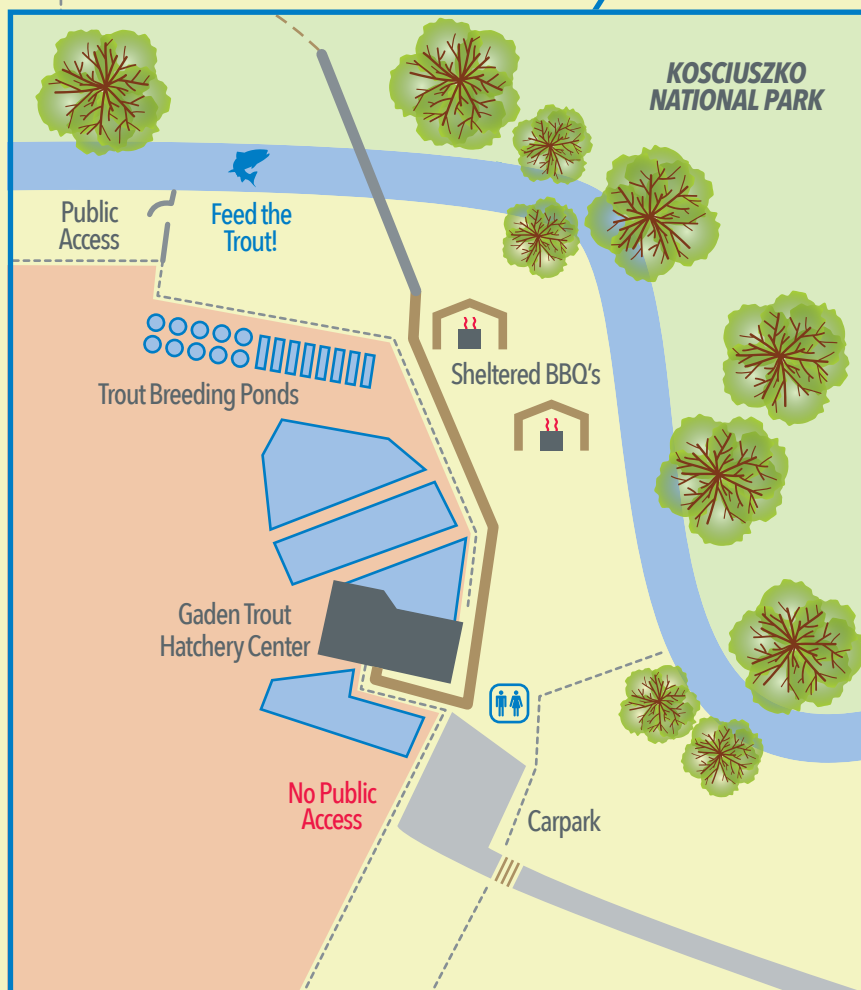 KOSCIUSZKO
NATIONAL PARK
Public
Access
Feed the
Trout!
Sheltered BBQ's
Trout Breeding Ponds
Gaden Trout
Hatchery Center
No Public
Access
Carpark